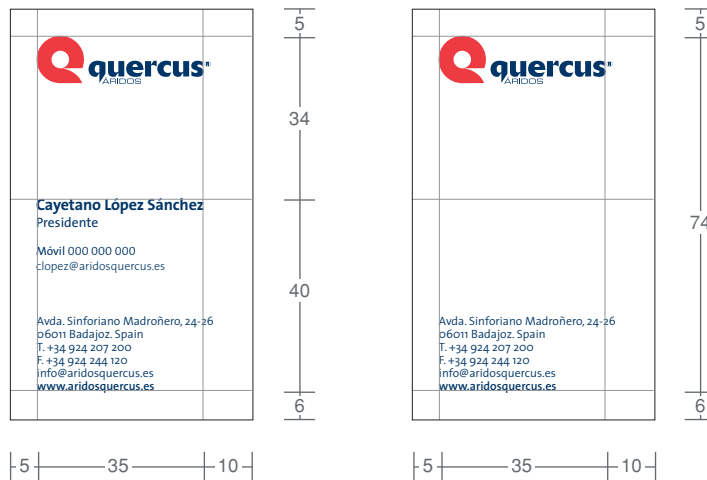 quercus®
ÁRIDOS
Cayetano López Sánchez
Presidente
Móvil 000 000 000
clopez@aridosquercus.es
Avda. Sinforiano Madroñero, 24-26
06011 Badajoz. Spain
T. +34 924 207 200
F. +34 924 244 120
info@aridosquercus.es
www.aridosquercus.es
5
34
40
6
5
35
10
quercus®
ÁRIDOS
Avda. Sinforiano Madroñero, 24-26
06011 Badajoz. Spain
T. +34 924 207 200
F. +34 924 244 120
info@aridosquercus.es
www.aridosquercus.es
5
74
6
5
35
10